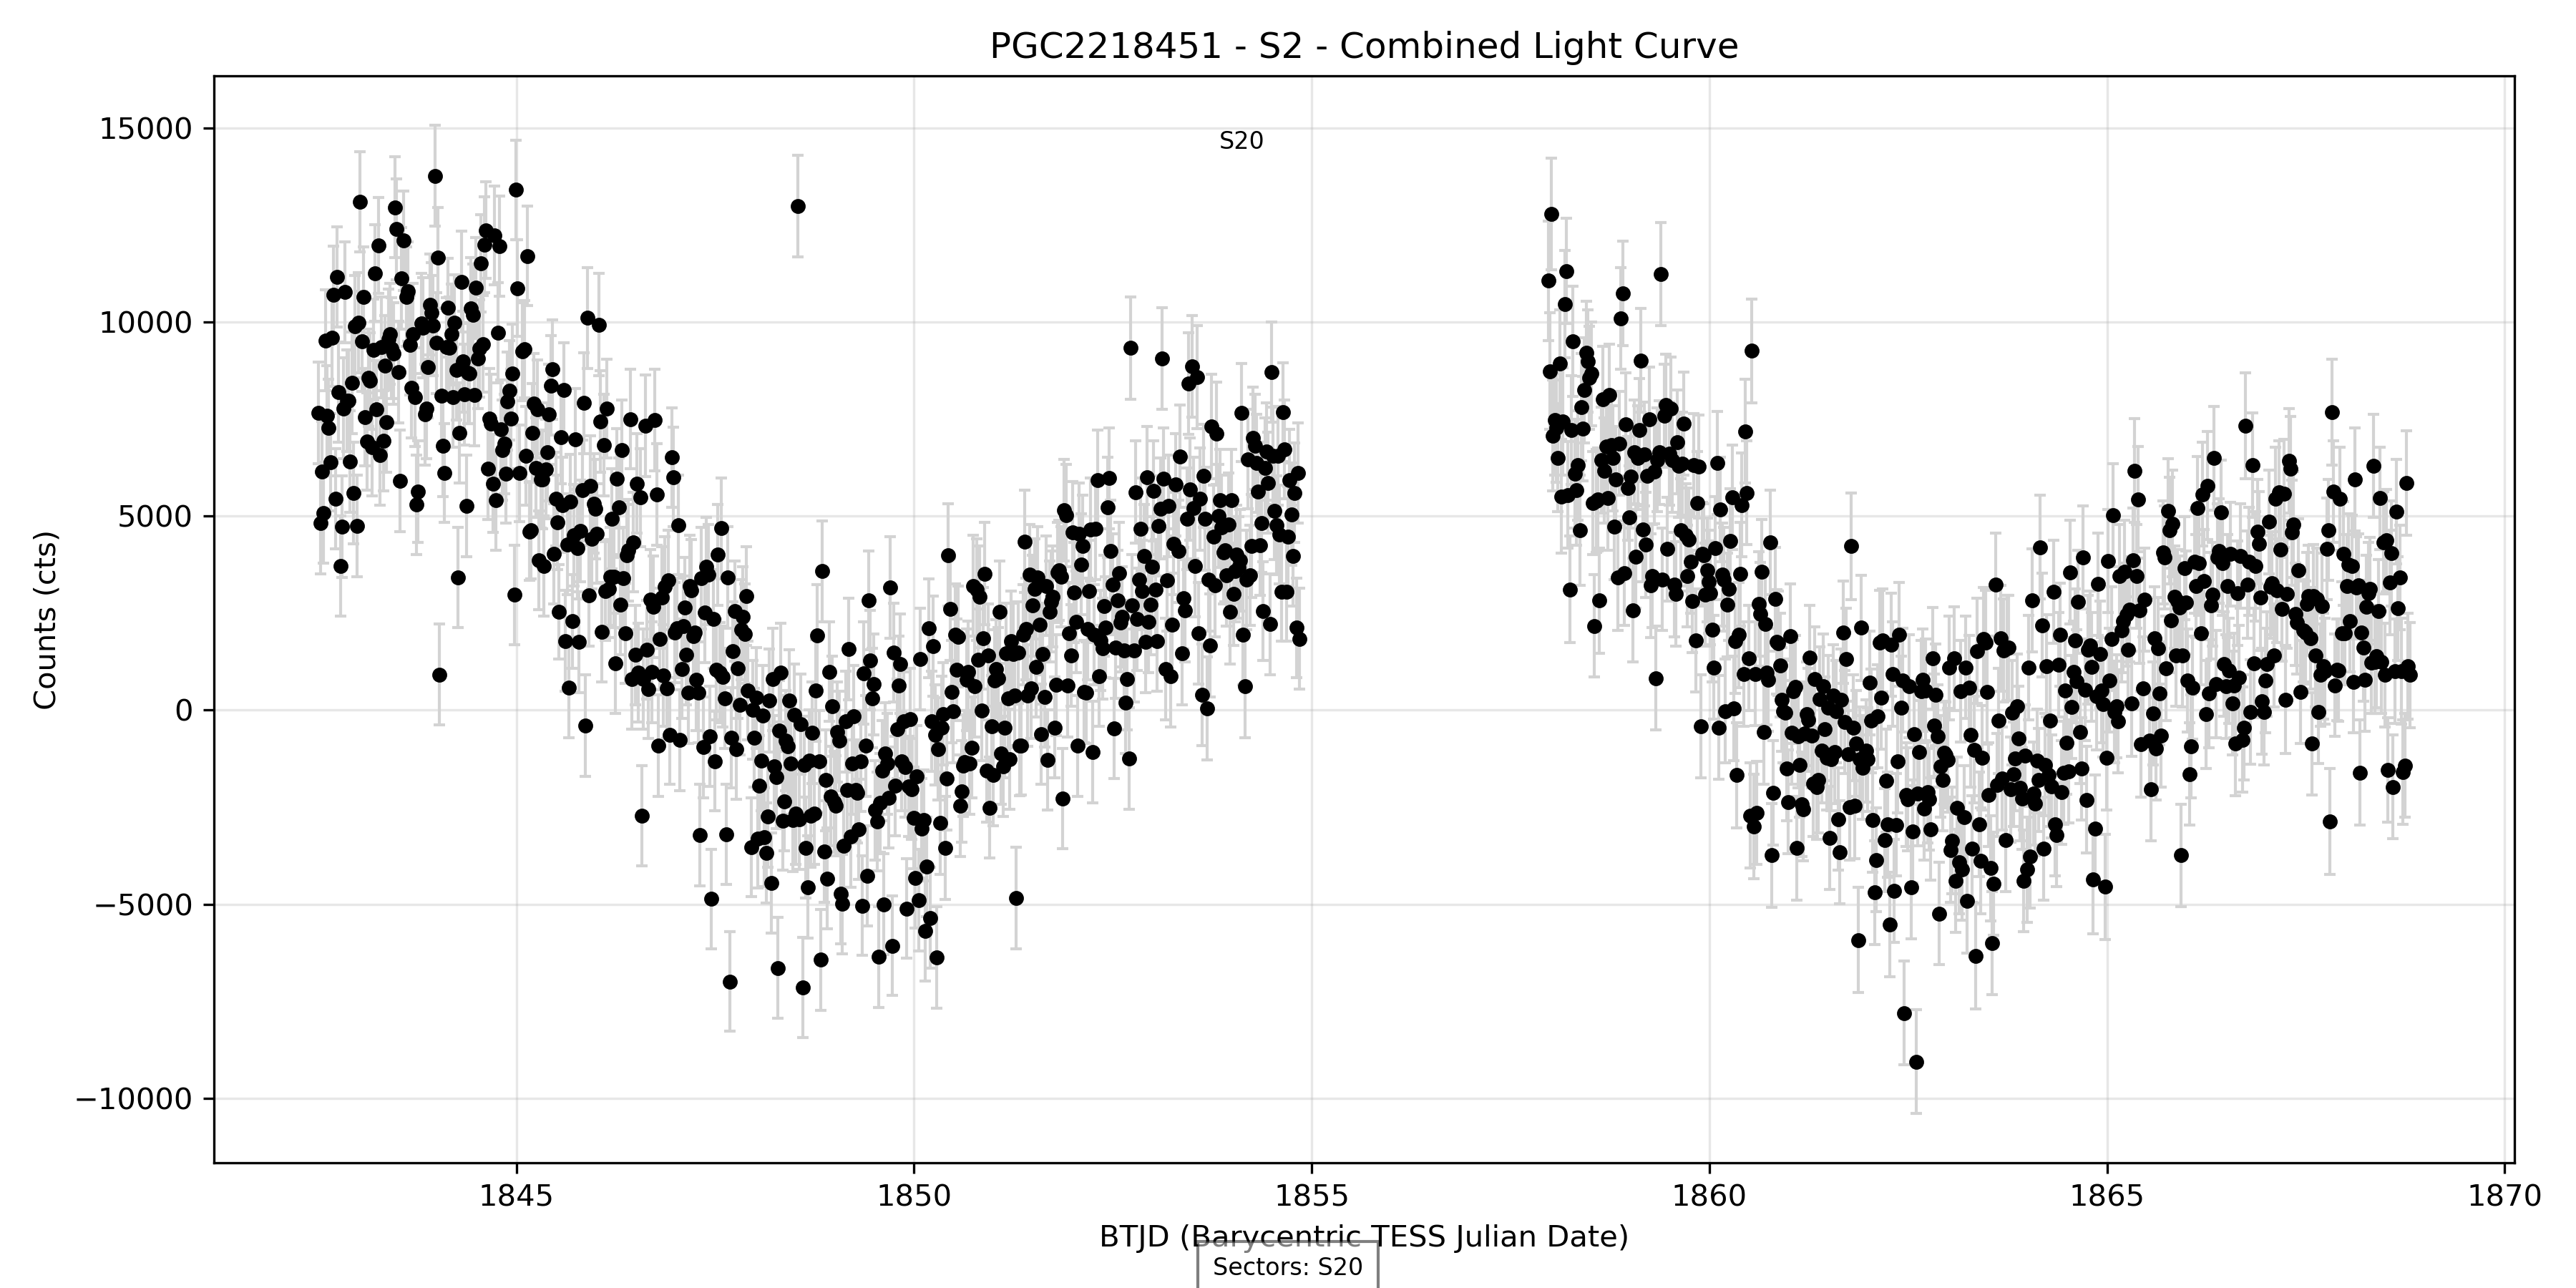 PGC2218451 - S2 - Combined Light Curve
S20
Counts (cts)
15000
10000
5000
0
−5000
−10000
1845 1850 1855 1860 1865 1870
BTJD (Barycentric TESS Julian Date)
Sectors: S20